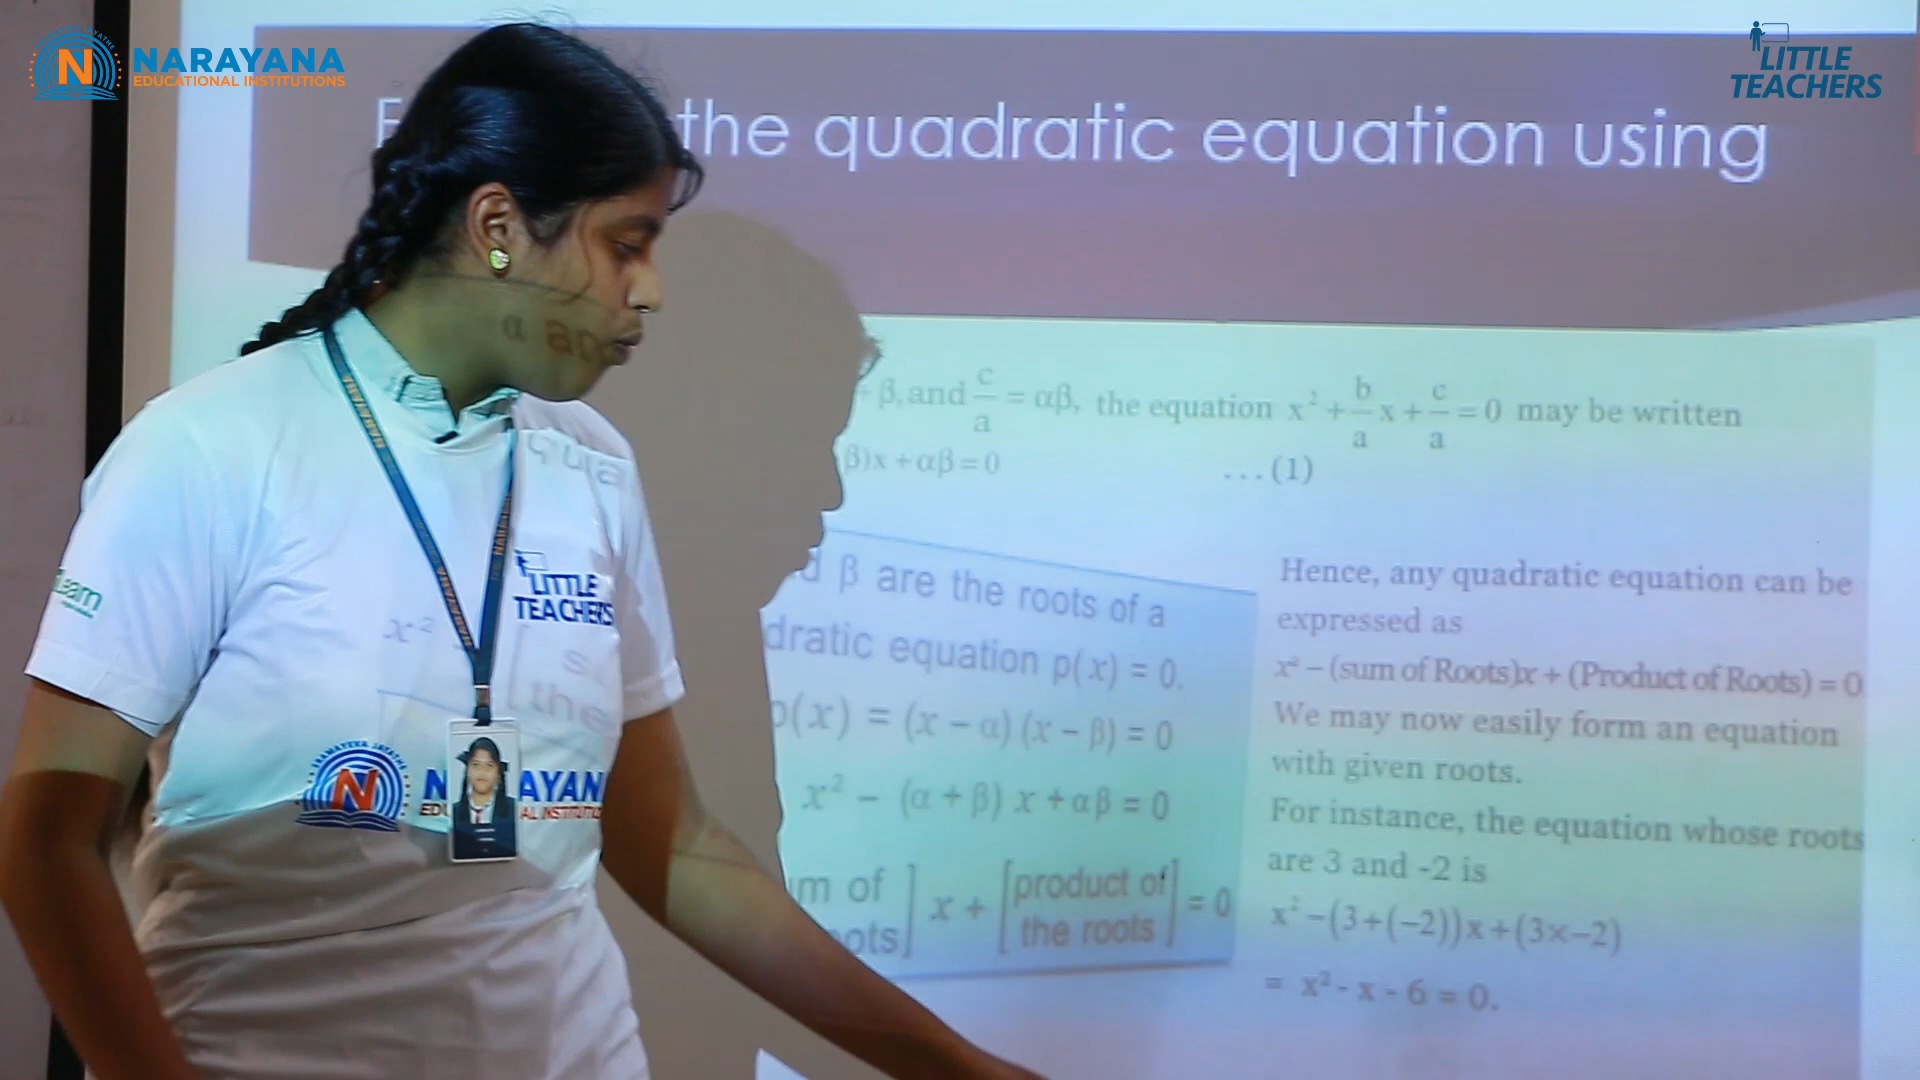 NARAYANA
EDUCATIONAL INSTITUTIONS
LITTLE
TEACHERS
the quadratic equation using
β, and c/a = αβ, the equation x² + b/a x + c/a = 0 may be written
β)x + αβ = 0 ...(1)
β are the roots of a
equation p(x) = 0.
p(x) = (x − α) (x − β) = 0
x² − (α + β) x + αβ = 0
of ] x + [ product of ] = 0
the roots
Hence, any quadratic equation can be
expressed as
x² – (sum of Roots)x + (Product of Roots) = 0
We may now easily form an equation
with given roots.
For instance, the equation whose roots
are 3 and -2 is
x² –(3+(–2))x+(3×–2)
= x² - x - 6 = 0.
LITTLE
TEACHERS
x²
the
NARAYANA